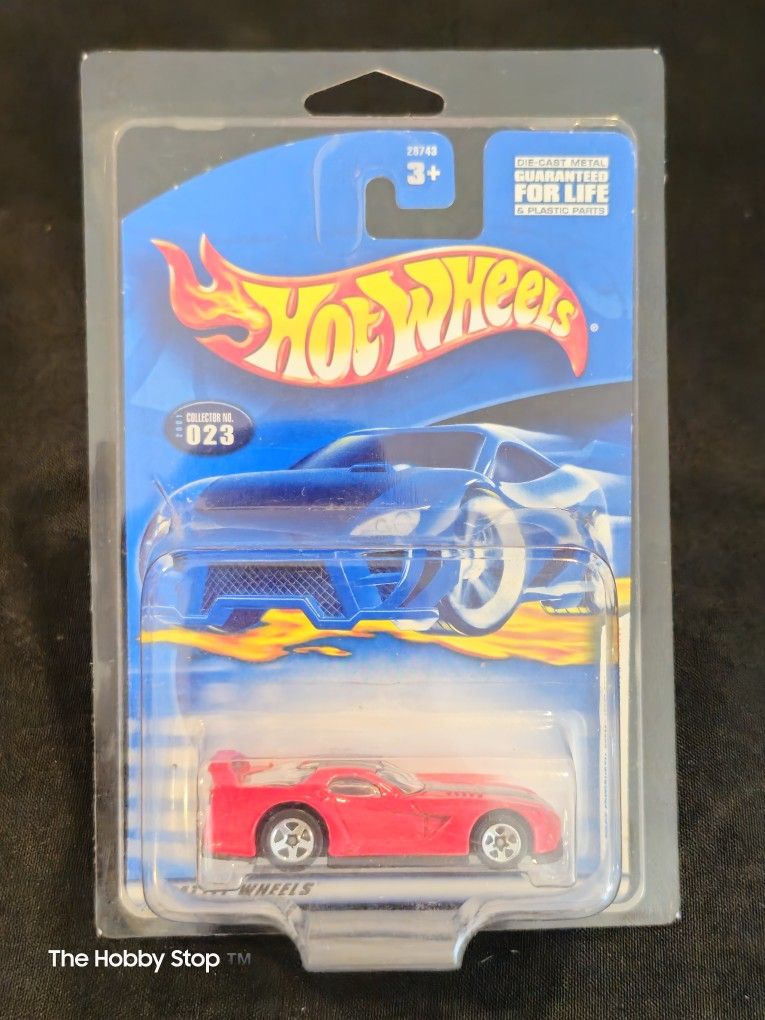 28743
3+
DIE-CAST METAL
GUARANTEED
FOR LIFE
& PLASTIC PARTS
HOT WHEELS ®
2001
COLLECTOR NO.
023
WHEELS
The Hobby Stop ™